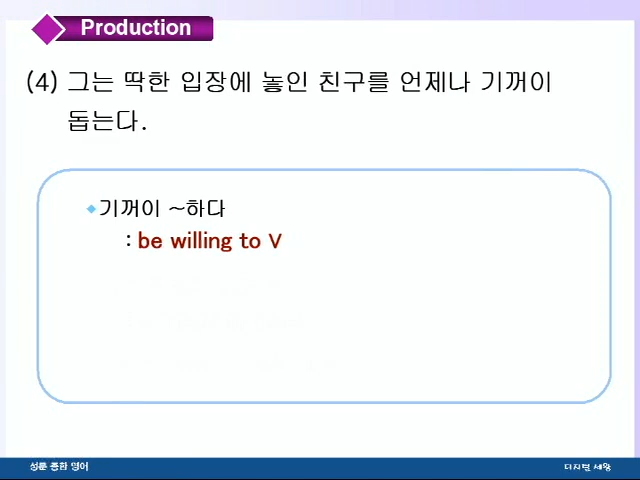 Production
(4) 그는 딱한 입장에 놓인 친구를 언제나 기꺼이
돕는다.
기꺼이 ~하다
: be willing to V
성문 종합 영어
디지털 세왕